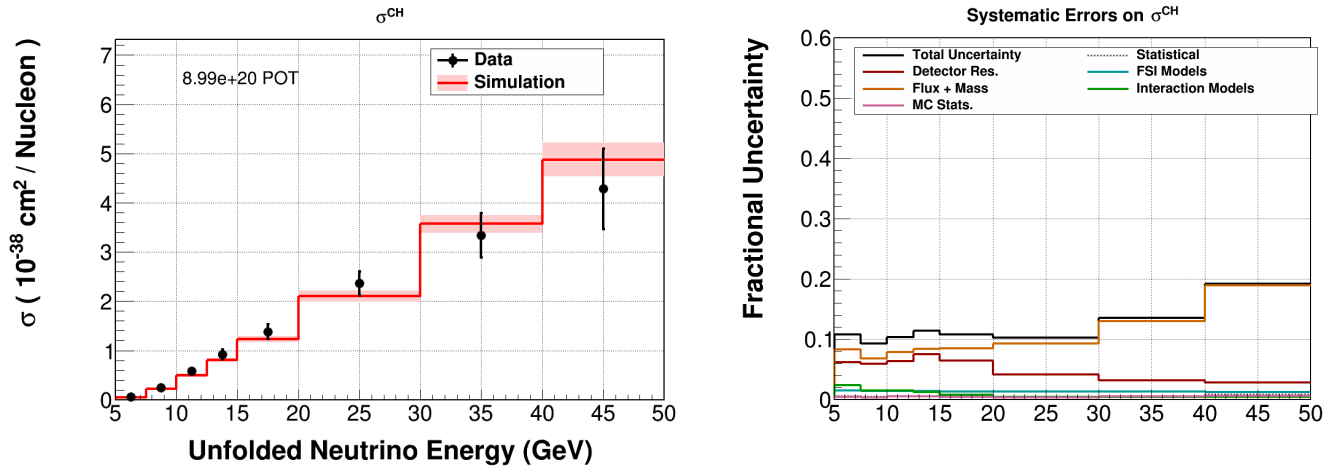 σ^CH
8.99e+20 POT
Data
Simulation
σ ( 10^-38 cm^2 / Nucleon )
7
6
5
4
3
2
1
0
5 10 15 20 25 30 35 40 45 50
Unfolded Neutrino Energy (GeV)
Systematic Errors on σ^CH
Total Uncertainty
Statistical
Detector Res.
FSI Models
Flux + Mass
Interaction Models
MC Stats.
Fractional Uncertainty
0.6
0.5
0.4
0.3
0.2
0.1
0
5 10 15 20 25 30 35 40 45 50